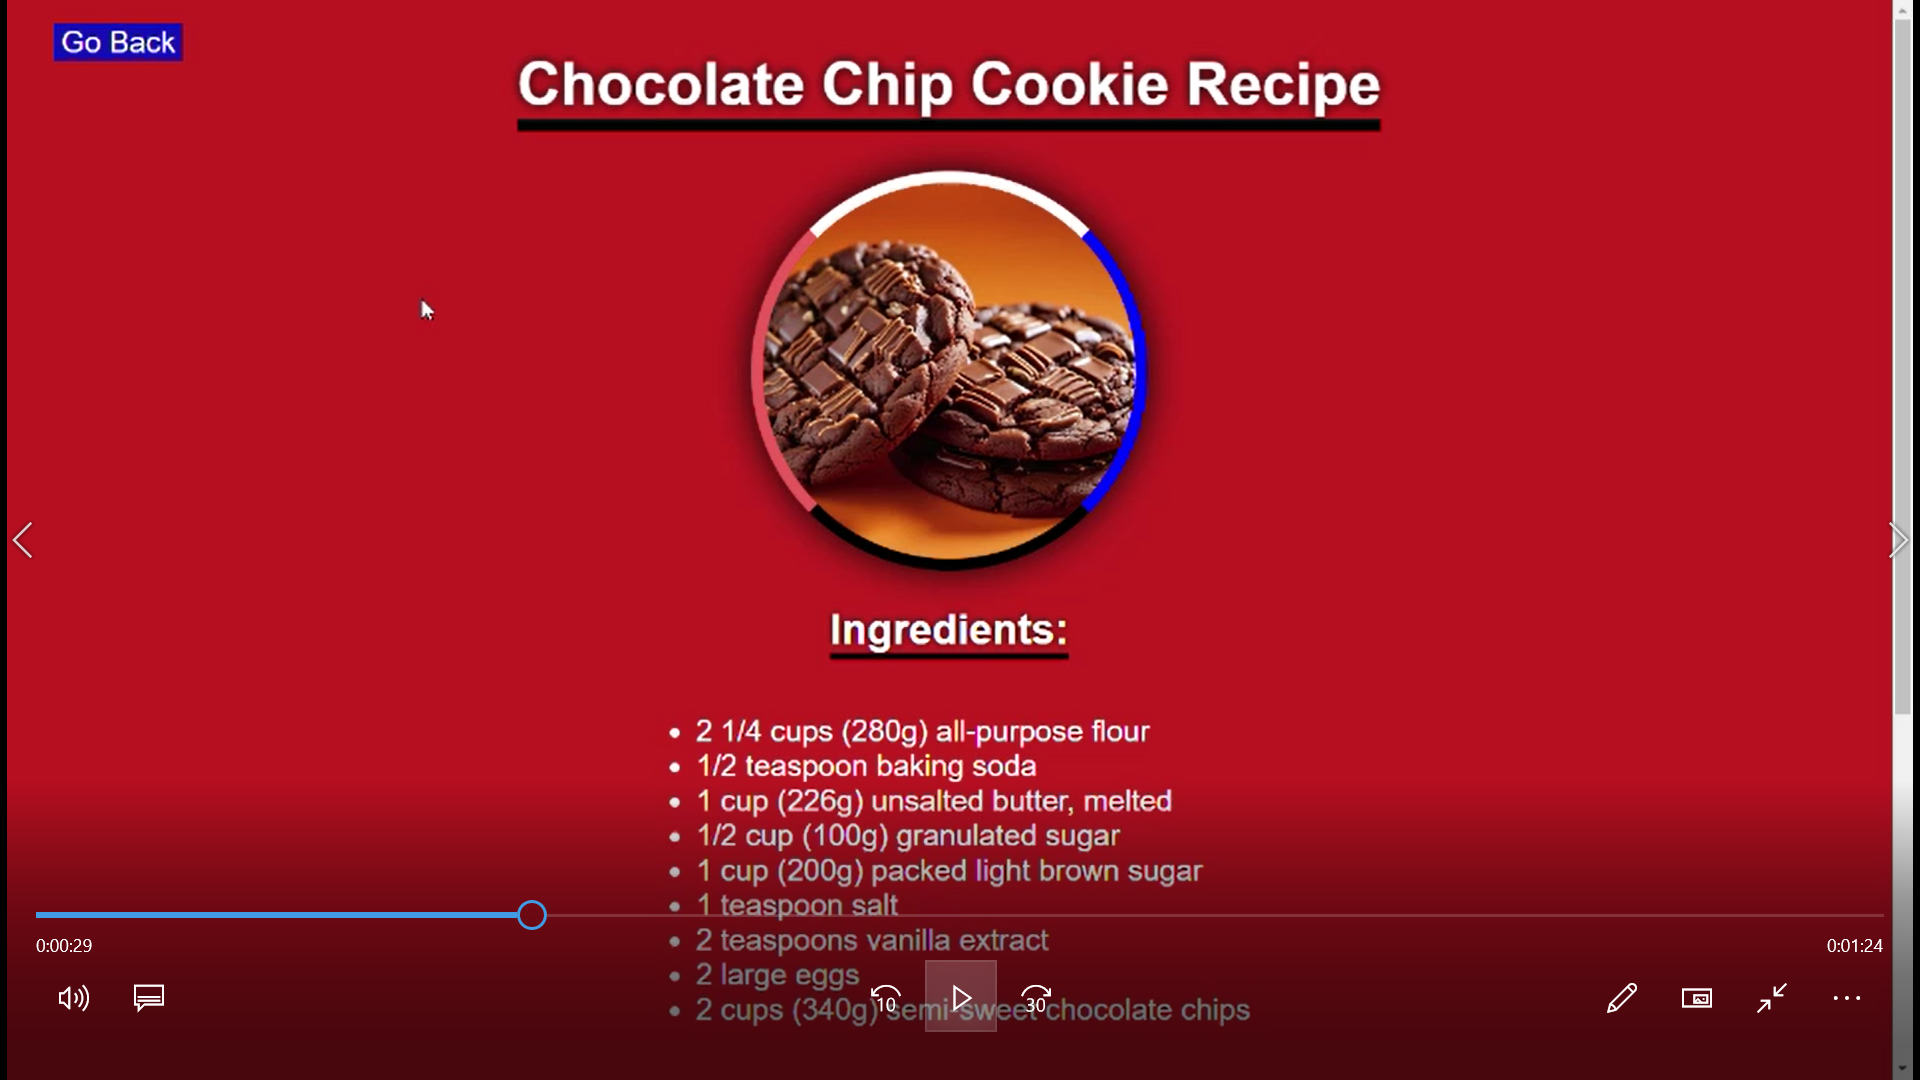 Go Back
Chocolate Chip Cookie Recipe
Ingredients:
2 1/4 cups (280g) all-purpose flour
1/2 teaspoon baking soda
1 cup (226g) unsalted butter, melted
1/2 cup (100g) granulated sugar
1 cup (200g) packed light brown sugar
1 teaspoon salt
2 teaspoons vanilla extract
2 large eggs
2 cups (340g) semi-sweet chocolate chips
0:00:29
0:01:24
10
30